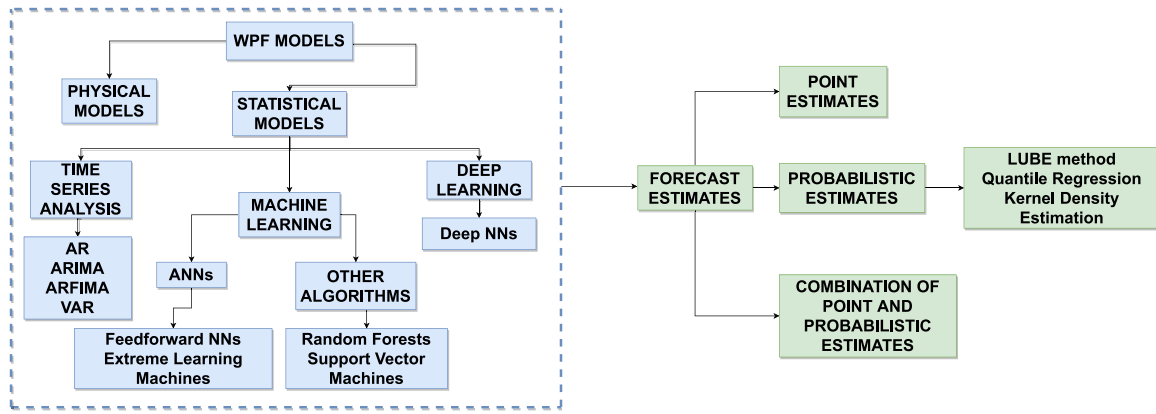 WPF MODELS
PHYSICAL
MODELS
STATISTICAL
MODELS
TIME
SERIES
ANALYSIS
DEEP
LEARNING
MACHINE
LEARNING
Deep NNs
AR
ARIMA
ARFIMA
VAR
ANNs
OTHER
ALGORITHMS
Feedforward NNs
Extreme Learning
Machines
Random Forests
Support Vector
Machines
POINT
ESTIMATES
FORECAST
ESTIMATES
PROBABILISTIC
ESTIMATES
LUBE method
Quantile Regression
Kernel Density
Estimation
COMBINATION OF
POINT AND
PROBABILISTIC
ESTIMATES